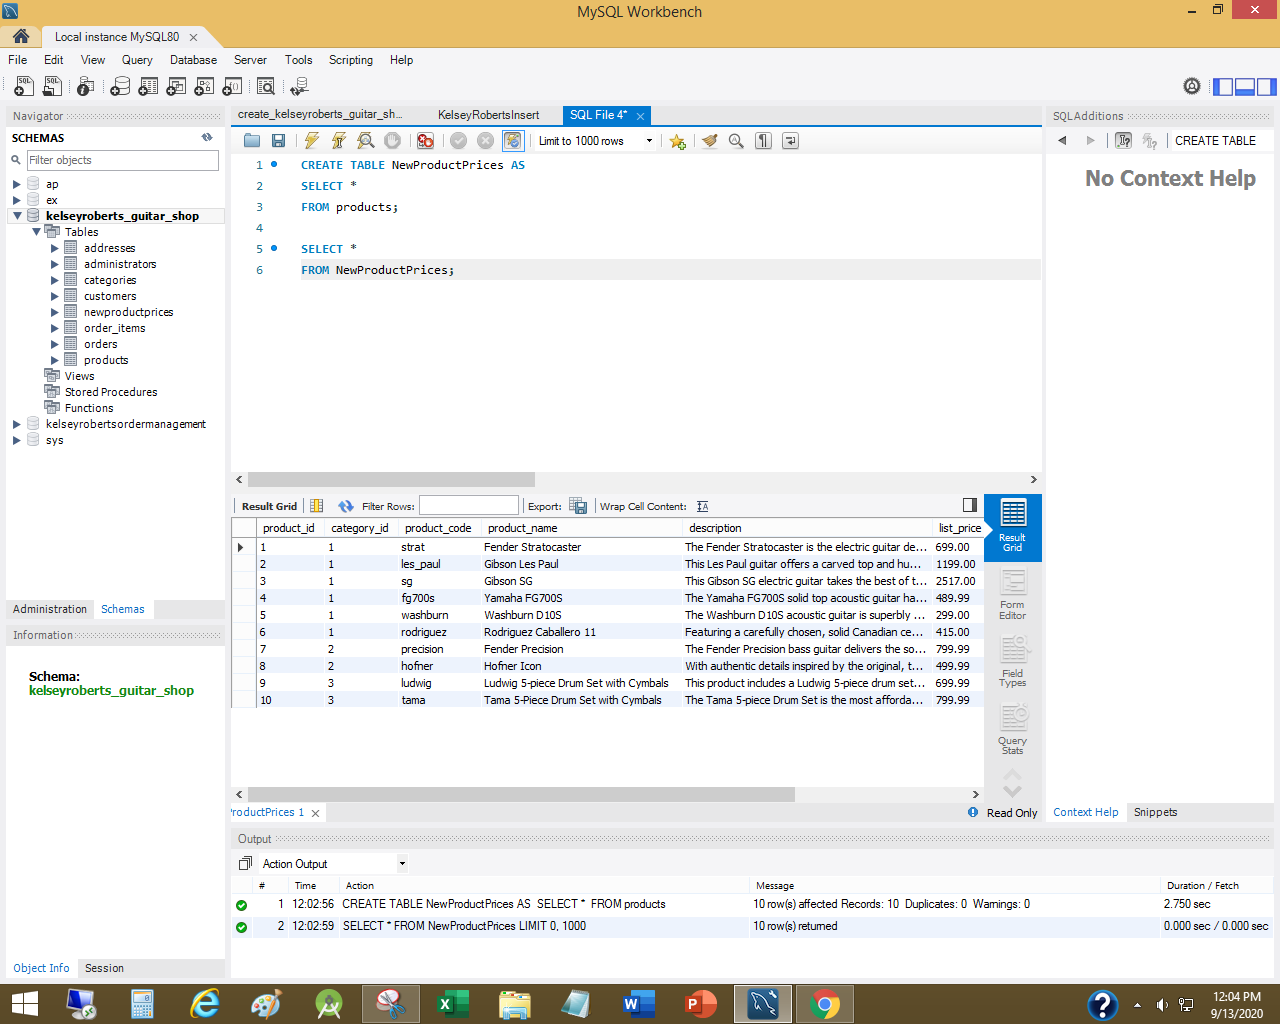 MySQL Workbench
Local instance MySQL80
File Edit View Query Database Server Tools Scripting Help
Navigator
SCHEMAS
Filter objects
ap
ex
kelseyroberts_guitar_shop
Tables
addresses
administrators
categories
customers
newproductprices
order_items
orders
products
Views
Stored Procedures
Functions
kelseyrobertsordermanagement
sys
Administration Schemas
Information
Schema:
kelseyroberts_guitar_shop
Object Info Session
create_kelseyroberts_guitar_sh... KelseyRobertsInsert SQL File 4*
Limit to 1000 rows
1 CREATE TABLE NewProductPrices AS
2 SELECT *
3 FROM products;
4
5 SELECT *
6 FROM NewProductPrices;
Result Grid Filter Rows: Export: Wrap Cell Content:
product_id category_id product_code product_name description list_price
1 1 strat Fender Stratocaster The Fender Stratocaster is the electric guitar de... 699.00
2 1 les_paul Gibson Les Paul This Les Paul guitar offers a carved top and hu... 1199.00
3 1 sg Gibson SG This Gibson SG electric guitar takes the best of t... 2517.00
4 1 fg700s Yamaha FG700S The Yamaha FG700S solid top acoustic guitar ha... 489.99
5 1 washburn Washburn D10S The Washburn D10S acoustic guitar is superbly ... 299.00
6 1 rodriguez Rodriguez Caballero 11 Featuring a carefully chosen, solid Canadian ce... 415.00
7 2 precision Fender Precision The Fender Precision bass guitar delivers the so... 799.99
8 2 hofner Hofner Icon With authentic details inspired by the original, t... 499.99
9 3 ludwig Ludwig 5-piece Drum Set with Cymbals This product includes a Ludwig 5-piece drum set... 699.99
10 3 tama Tama 5-Piece Drum Set with Cymbals The Tama 5-piece Drum Set is the most afforda... 799.99
Result
Grid
Form
Editor
Field
Types
Query
Stats
roductPrices 1
Read Only
SQLAdditions
CREATE TABLE
No Context Help
Context Help Snippets
Output
Action Output
# Time Action Message Duration / Fetch
1 12:02:56 CREATE TABLE NewProductPrices AS SELECT * FROM products 10 row(s) affected Records: 10 Duplicates: 0 Warnings: 0 2.750 sec
2 12:02:59 SELECT * FROM NewProductPrices LIMIT 0, 1000 10 row(s) returned 0.000 sec / 0.000 sec
12:04 PM
9/13/2020